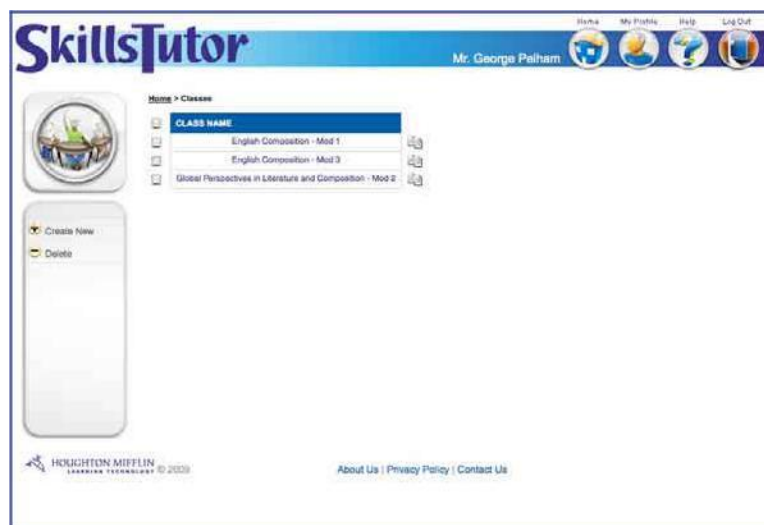 Home My Profile Help Log Out
SkillsTutor
Mr. George Pelham
Home > Classes
CLASS NAME
English Composition - Mod 1
English Composition - Mod 3
Global Perspectives in Literature and Composition - Mod 2
Create New
Delete
HOUGHTON MIFFLIN
LEARNING TECHNOLOGY © 2009
About Us | Privacy Policy | Contact Us